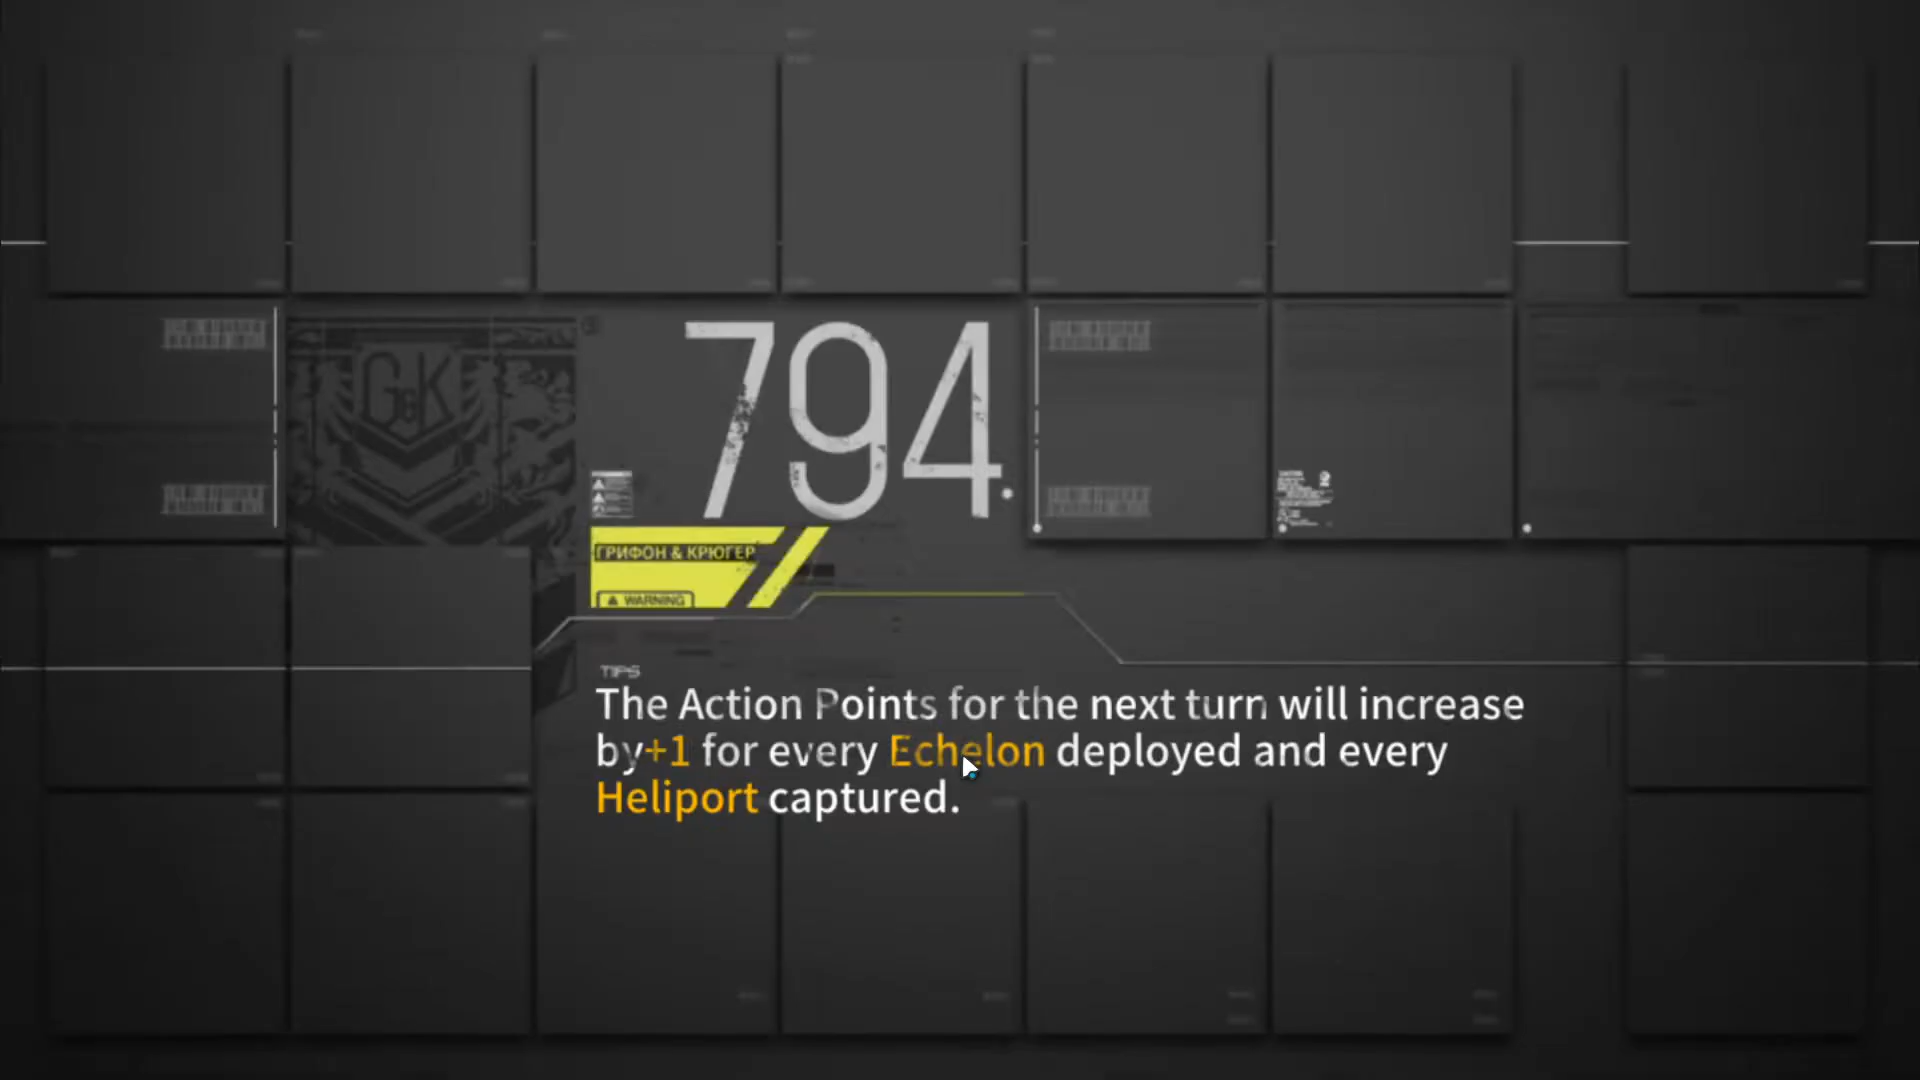 G&K
794.
ГРИФОН & КРЮГЕР
WARNING
TIPS
The Action Points for the next turn will increase
by+1 for every Echelon deployed and every
Heliport captured.